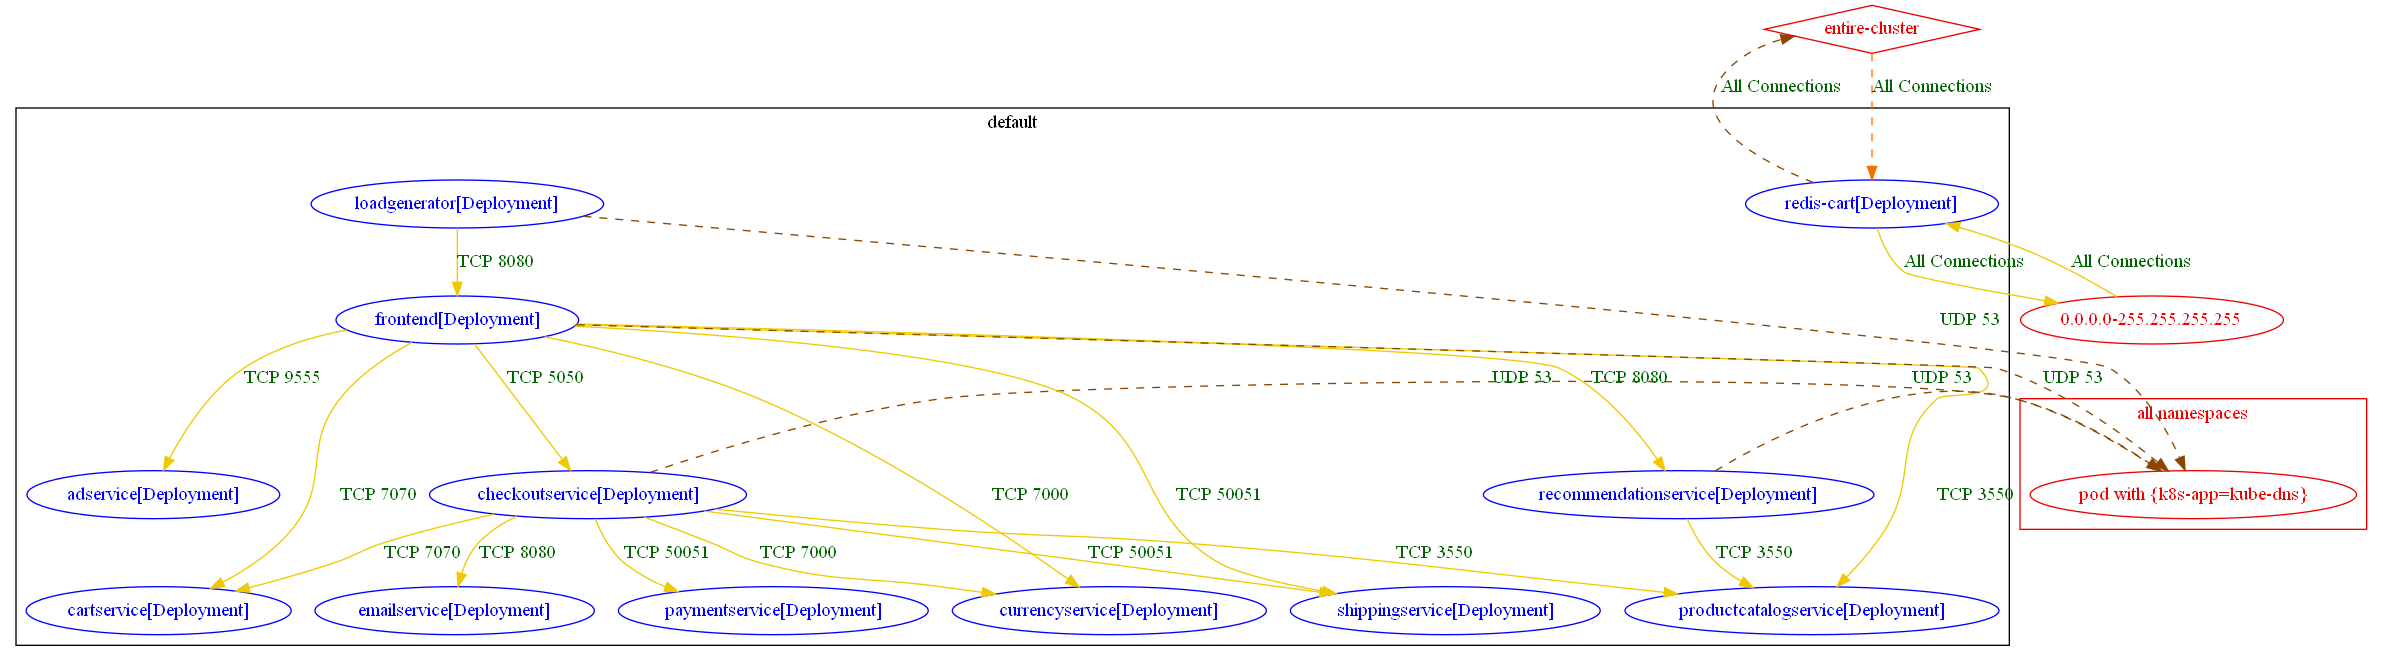 entire-cluster
All Connections
All Connections
default
loadgenerator[Deployment]
redis-cart[Deployment]
TCP 8080
All Connections
All Connections
frontend[Deployment]
UDP 53
0.0.0.0-255.255.255.255
TCP 9555
TCP 5050
UDP 53
TCP 8080
UDP 53
UDP 53
all namespaces
adservice[Deployment]
TCP 7070
checkoutservice[Deployment]
TCP 7000
TCP 50051
recommendationservice[Deployment]
TCP 3550
pod with {k8s-app=kube-dns}
TCP 7070
TCP 8080
TCP 50051
TCP 7000
TCP 50051
TCP 3550
TCP 3550
cartservice[Deployment]
emailservice[Deployment]
paymentservice[Deployment]
currencyservice[Deployment]
shippingservice[Deployment]
productcatalogservice[Deployment]